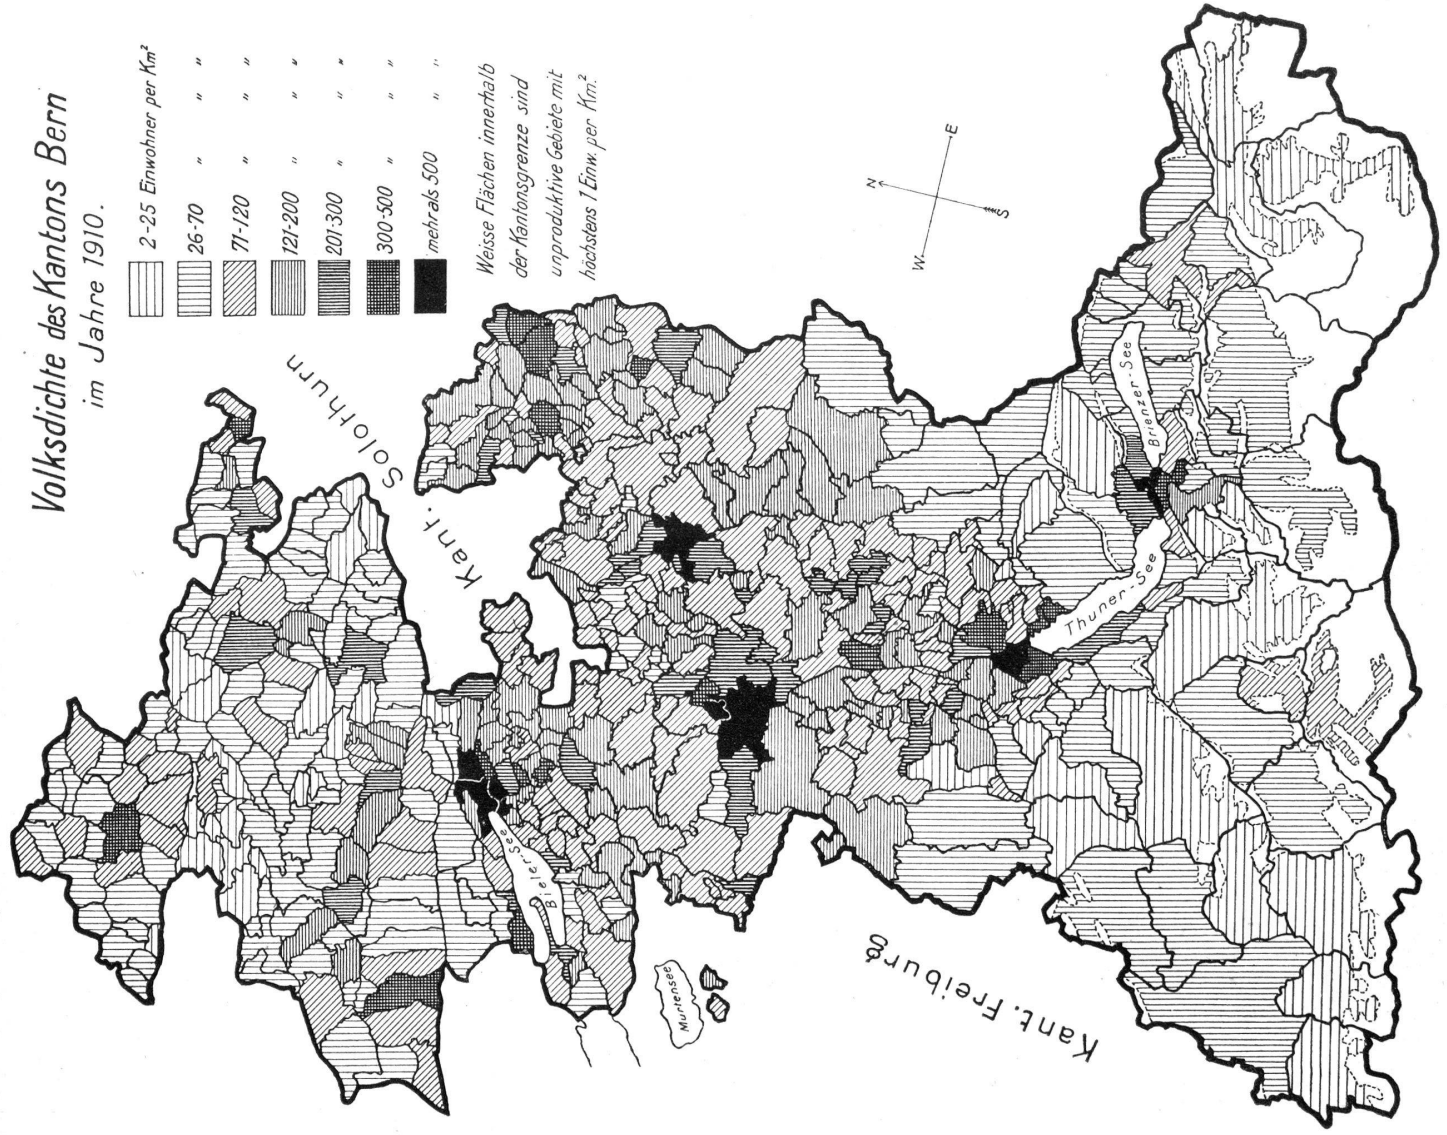 Volksdichte des Kantons Bern
im Jahre 1910.
2-25 Einwohner per Km²
26-70 " " "
71-120 " " "
121-200 " " "
201-300 " " "
300-500 " " "
mehr als 500 " "
Weisse Flächen innerhalb
der Kantonsgrenze sind
unproduktive Gebiete mit
höchstens 1 Einw. per Km.²
N
E
S
W
Kant. Solothurn
Brienzer-See
Thuner-See
Bieler-See
Murtensee
Kant. Freiburg